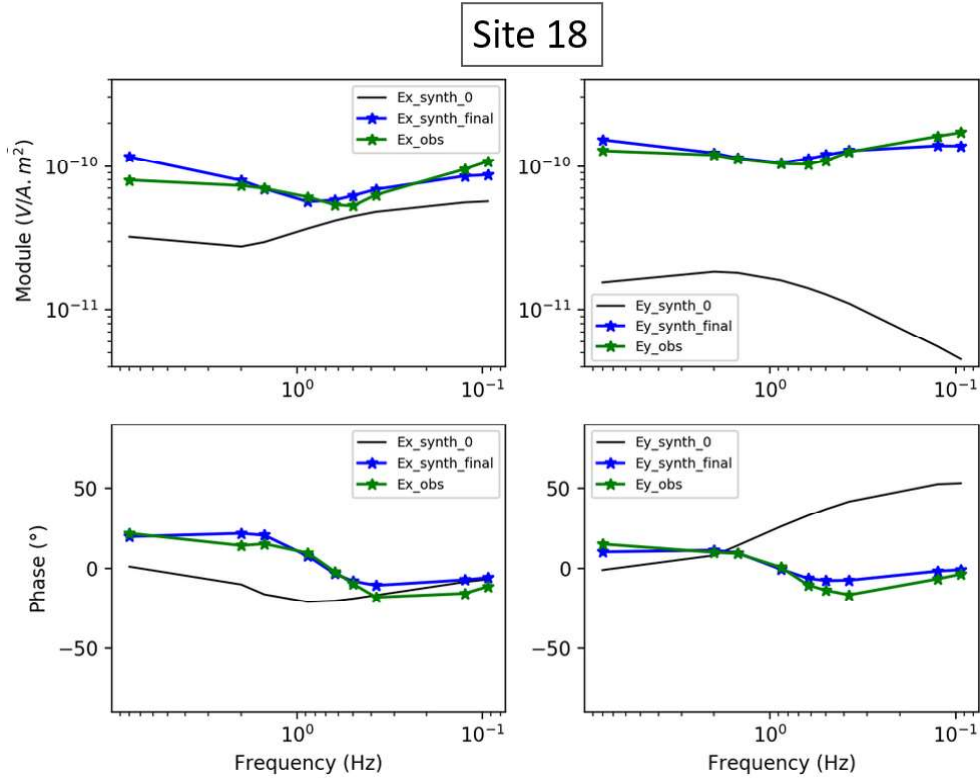 Site 18
Ex_synth_0
Ex_synth_final
Ex_obs
10⁻¹⁰
10⁻¹¹
Module (V/A. m²)
10⁰
10⁻¹
Ey_synth_0
Ey_synth_final
Ey_obs
10⁻¹⁰
10⁻¹¹
10⁰
10⁻¹
Ex_synth_0
Ex_synth_final
Ex_obs
50
0
−50
Phase (°)
10⁰
10⁻¹
Frequency (Hz)
Ey_synth_0
Ey_synth_final
Ey_obs
50
0
−50
10⁰
10⁻¹
Frequency (Hz)